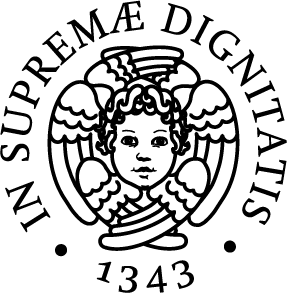 IN SUPREMÆ DIGNITATIS
• 1343 •